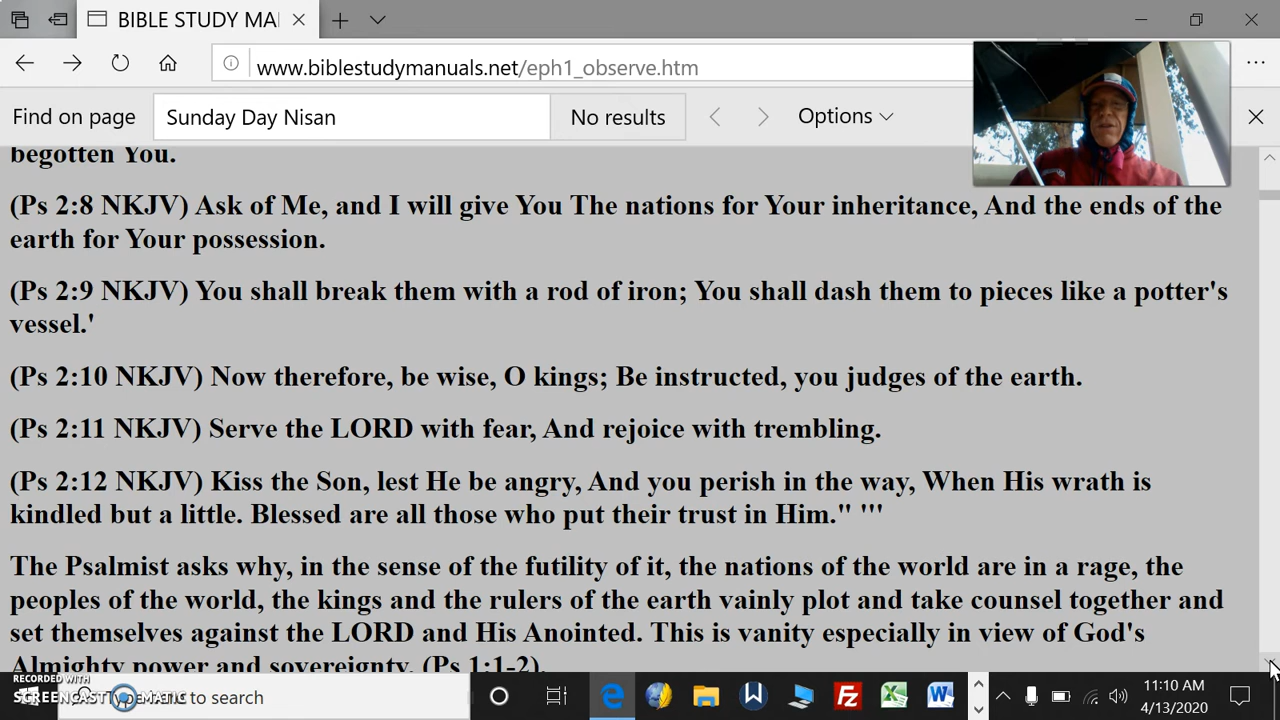 BIBLE STUDY MA
www.biblestudymanuals.net/eph1_observe.htm
Find on page
Sunday Day Nisan
No results
Options
begotten You.
(Ps 2:8 NKJV) Ask of Me, and I will give You The nations for Your inheritance, And the ends of the
earth for Your possession.
(Ps 2:9 NKJV) You shall break them with a rod of iron; You shall dash them to pieces like a potter's
vessel.'
(Ps 2:10 NKJV) Now therefore, be wise, O kings; Be instructed, you judges of the earth.
(Ps 2:11 NKJV) Serve the LORD with fear, And rejoice with trembling.
(Ps 2:12 NKJV) Kiss the Son, lest He be angry, And you perish in the way, When His wrath is
kindled but a little. Blessed are all those who put their trust in Him." '"
The Psalmist asks why, in the sense of the futility of it, the nations of the world are in a rage, the
peoples of the world, the kings and the rulers of the earth vainly plot and take counsel together and
set themselves against the LORD and His Anointed. This is vanity especially in view of God's
Almighty power and sovereignty. (Ps 1:1-2).
RECORDED WITH
SCREENCAST MATIC
to search
11:10 AM
4/13/2020